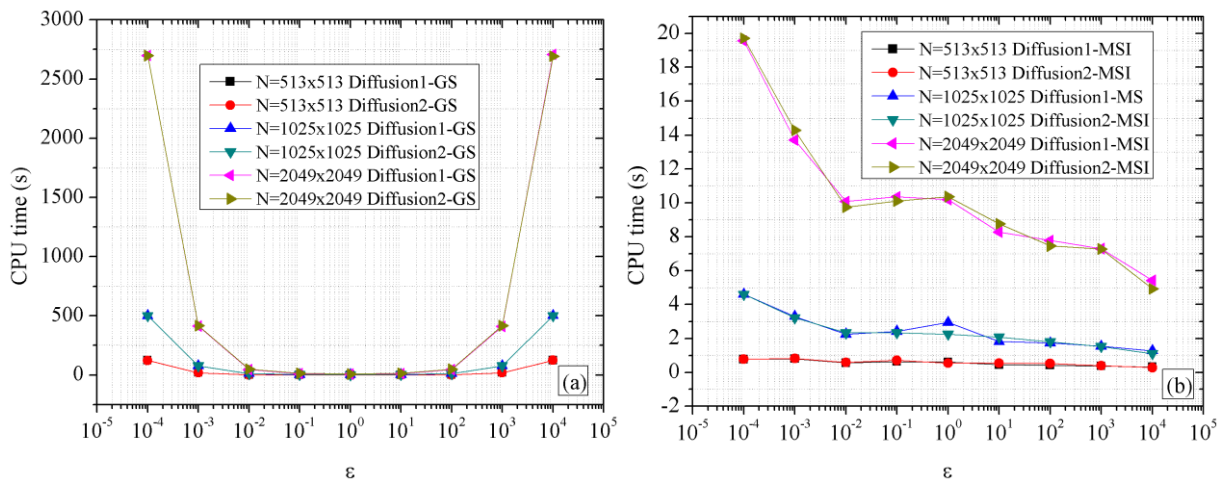 3000
2500
2000
1500
1000
500
0
CPU time (s)
N=513x513 Diffusion1-GS
N=513x513 Diffusion2-GS
N=1025x1025 Diffusion1-GS
N=1025x1025 Diffusion2-GS
N=2049x2049 Diffusion1-GS
N=2049x2049 Diffusion2-GS
(a)
10⁻⁵ 10⁻⁴ 10⁻³ 10⁻² 10⁻¹ 10⁰ 10¹ 10² 10³ 10⁴ 10⁵
ε
20
18
16
14
12
10
8
6
4
2
0
-2
CPU time (s)
N=513x513 Diffusion1-MSI
N=513x513 Diffusion2-MSI
N=1025x1025 Diffusion1-MS
N=1025x1025 Diffusion2-MSI
N=2049x2049 Diffusion1-MSI
N=2049x2049 Diffusion2-MSI
(b)
10⁻⁵ 10⁻⁴ 10⁻³ 10⁻² 10⁻¹ 10⁰ 10¹ 10² 10³ 10⁴ 10⁵
ε